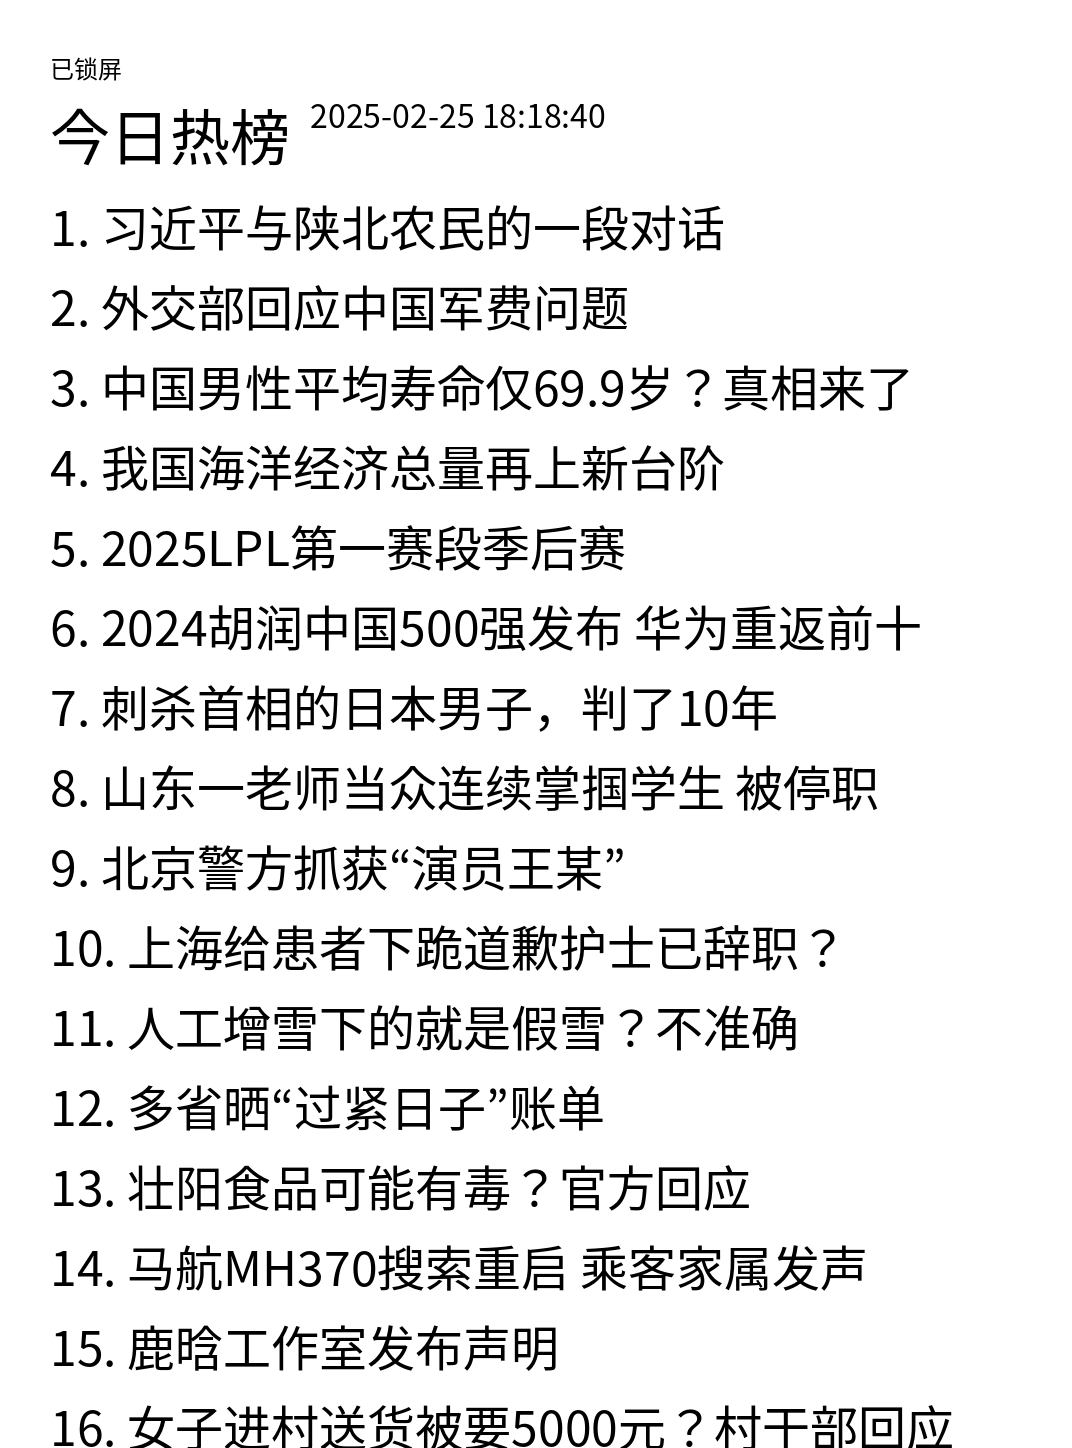 已锁屏
今日热榜 2025-02-25 18:18:40
1. 习近平与陕北农民的一段对话
2. 外交部回应中国军费问题
3. 中国男性平均寿命仅69.9岁？真相来了
4. 我国海洋经济总量再上新台阶
5. 2025LPL第一赛段季后赛
6. 2024胡润中国500强发布 华为重返前十
7. 刺杀首相的日本男子，判了10年
8. 山东一老师当众连续掌掴学生 被停职
9. 北京警方抓获“演员王某”
10. 上海给患者下跪道歉护士已辞职？
11. 人工增雪下的就是假雪？不准确
12. 多省晒“过紧日子”账单
13. 壮阳食品可能有毒？官方回应
14. 马航MH370搜索重启 乘客家属发声
15. 鹿晗工作室发布声明
16. 女子进村送货被要5000元？村干部回应